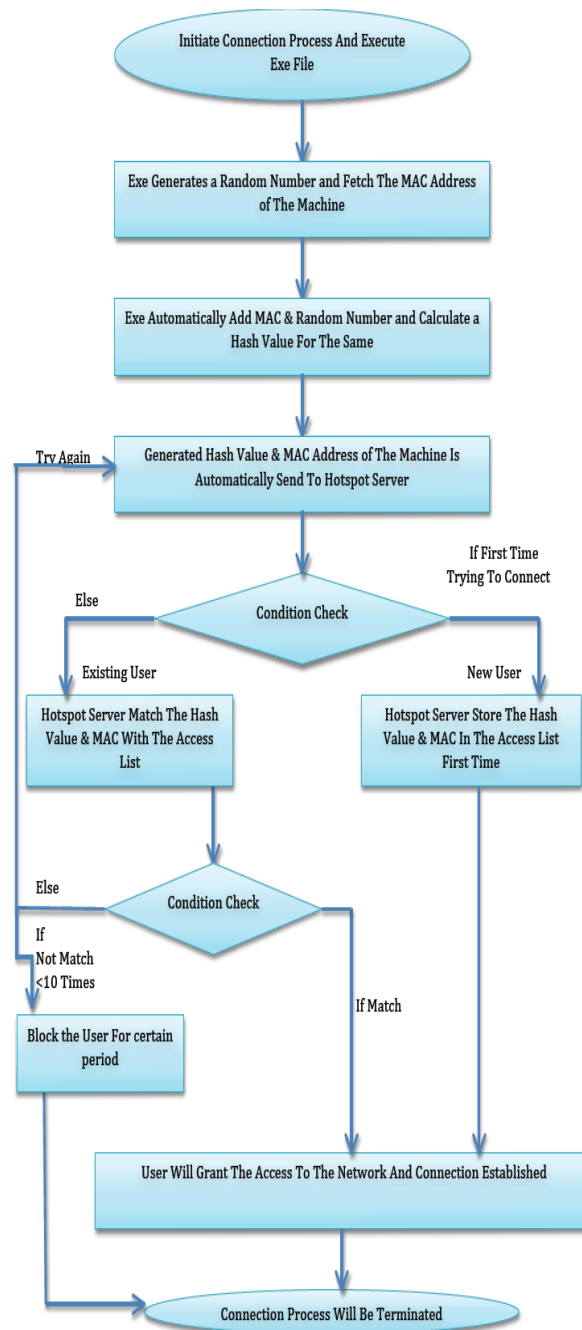 Initiate Connection Process And Execute
Exe File
Exe Generates a Random Number and Fetch The MAC Address
of The Machine
Exe Automatically Add MAC & Random Number and Calculate a
Hash Value For The Same
Try Again
Generated Hash Value & MAC Address of The Machine Is
Automatically Send To Hotspot Server
If First Time
Trying To Connect
Else
Condition Check
Existing User
New User
Hotspot Server Match The Hash
Value & MAC With The Access
List
Hotspot Server Store The Hash
Value & MAC In The Access List
First Time
Else
Condition Check
If
Not Match
<10 Times
If Match
Block the User For certain
period
User Will Grant The Access To The Network And Connection Established
Connection Process Will Be Terminated